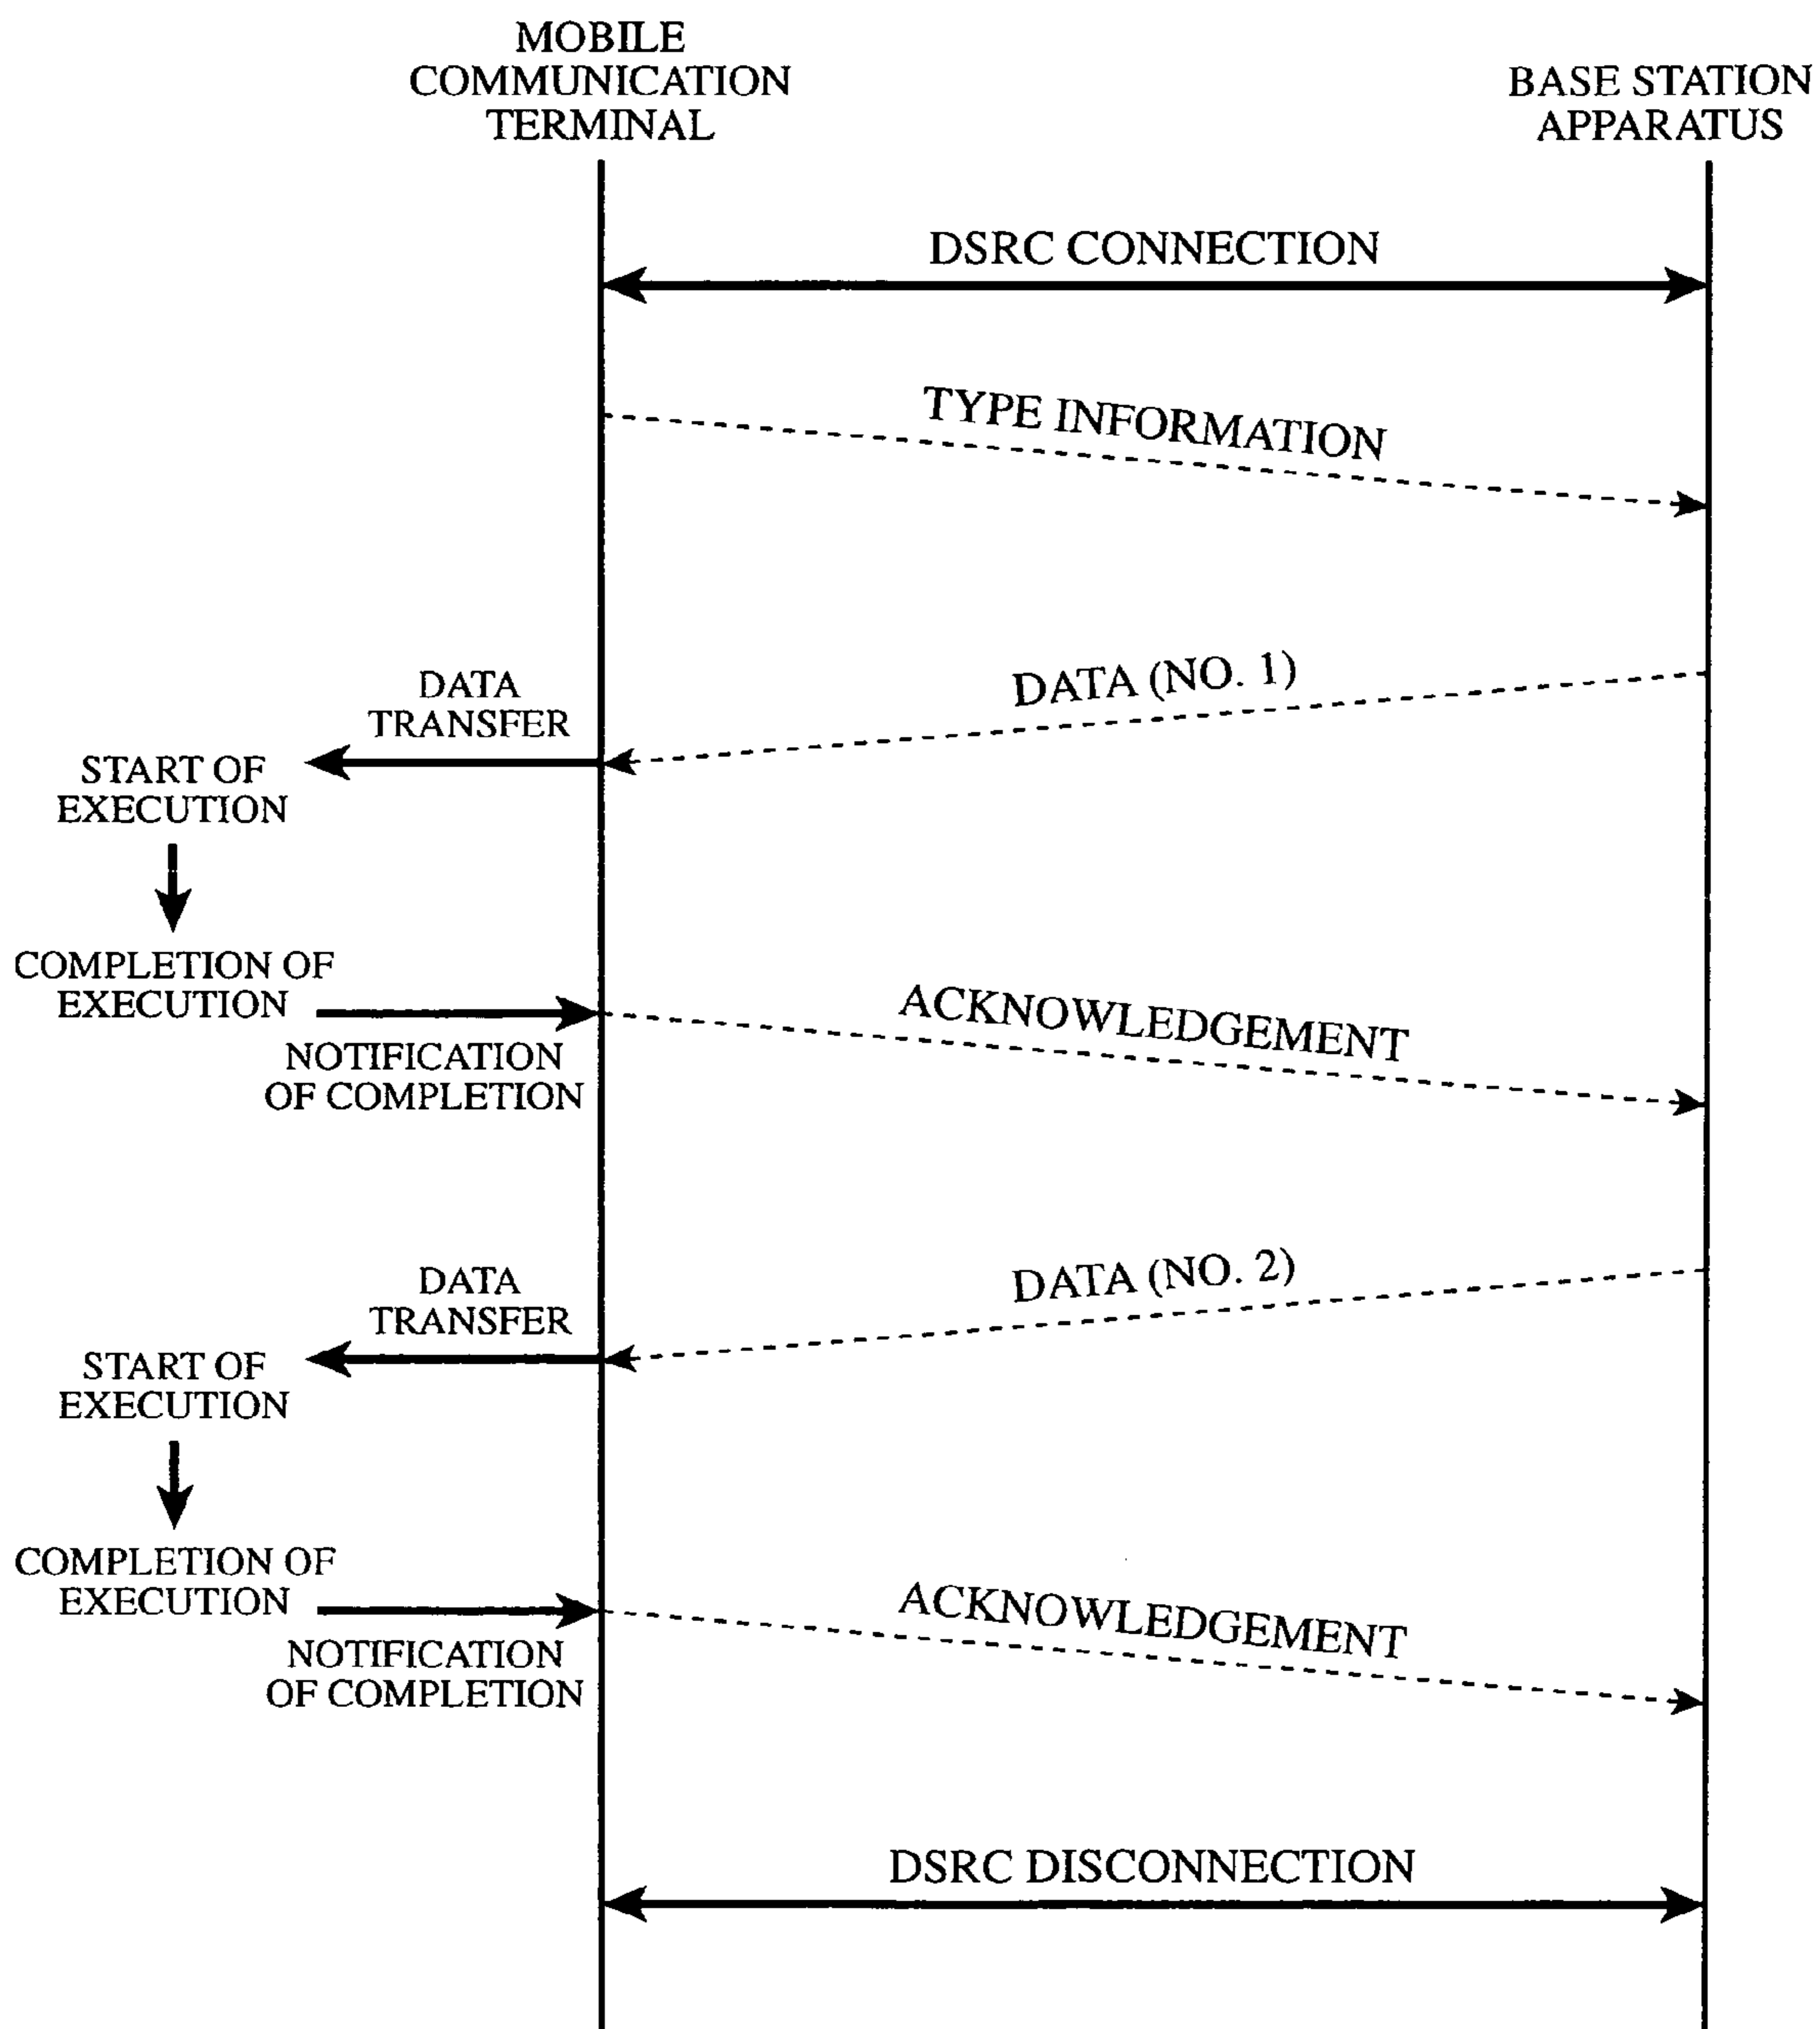 MOBILE
COMMUNICATION
TERMINAL
BASE STATION
APPARATUS
DSRC CONNECTION
TYPE INFORMATION
DATA (NO. 1)
DATA
TRANSFER
START OF
EXECUTION
COMPLETION OF
EXECUTION
NOTIFICATION
OF COMPLETION
ACKNOWLEDGEMENT
DATA (NO. 2)
DATA
TRANSFER
START OF
EXECUTION
COMPLETION OF
EXECUTION
NOTIFICATION
OF COMPLETION
ACKNOWLEDGEMENT
DSRC DISCONNECTION